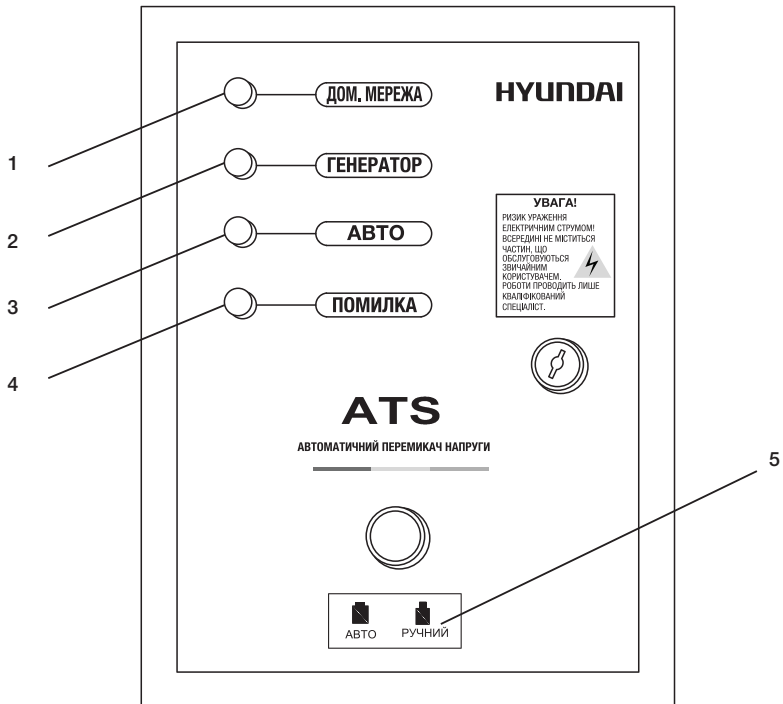 ДОМ. МЕРЕЖА
HYUNDAI
1
ГЕНЕРАТОР
УВАГА!
РИЗИК УРАЖЕННЯ
ЕЛЕКТРИЧНИМ СТРУМОМ!
ВСЕРЕДИНІ НЕ МІСТИТЬСЯ
ЧАСТИН, ЩО
ОБСЛУГОВУЮТЬСЯ
ЗВИЧАЙНИМ
КОРИСТУВАЧЕМ.
РОБОТИ ПРОВОДИТЬ ЛИШЕ
КВАЛІФІКОВАНИЙ
СПЕЦІАЛІСТ.
2
АВТО
3
ПОМИЛКА
4
ATS
АВТОМАТИЧНИЙ ПЕРЕМИКАЧ НАПРУГИ
5
АВТО
РУЧНИЙ